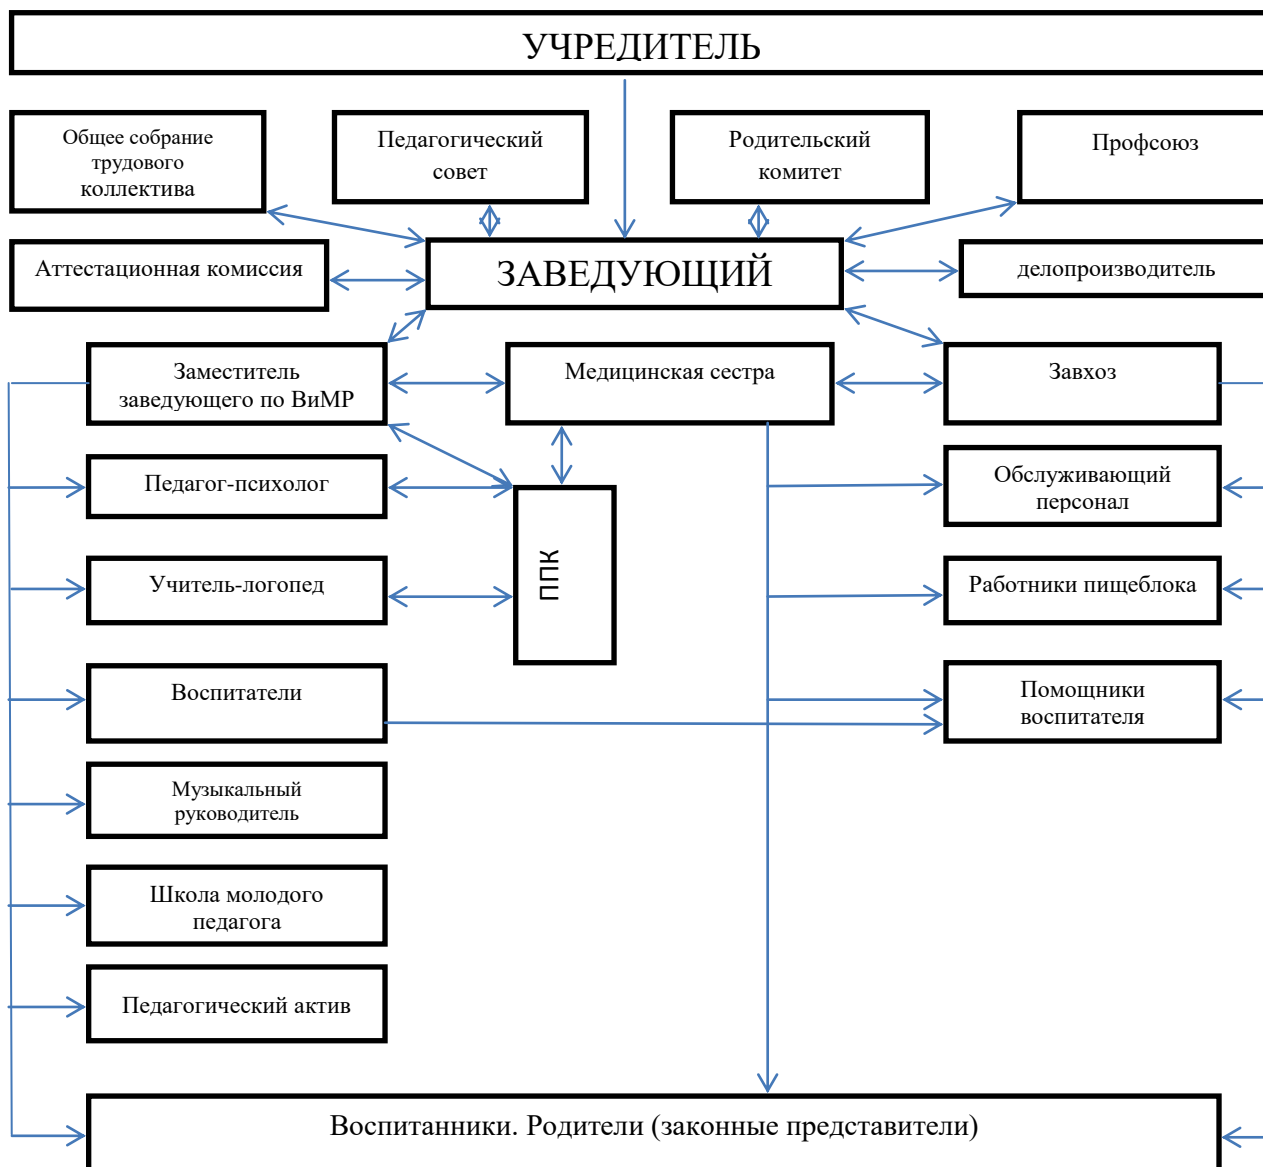 УЧРЕДИТЕЛЬ
Общее собрание
трудового
коллектива
Педагогический
совет
Родительский
комитет
Профсоюз
Аттестационная комиссия
ЗАВЕДУЮЩИЙ
делопроизводитель
Заместитель
заведующего по ВиМР
Медицинская сестра
Завхоз
Педагог-психолог
ППК
Обслуживающий
персонал
Учитель-логопед
Работники пищеблока
Воспитатели
Помощники
воспитателя
Музыкальный
руководитель
Школа молодого
педагога
Педагогический актив
Воспитанники. Родители (законные представители)